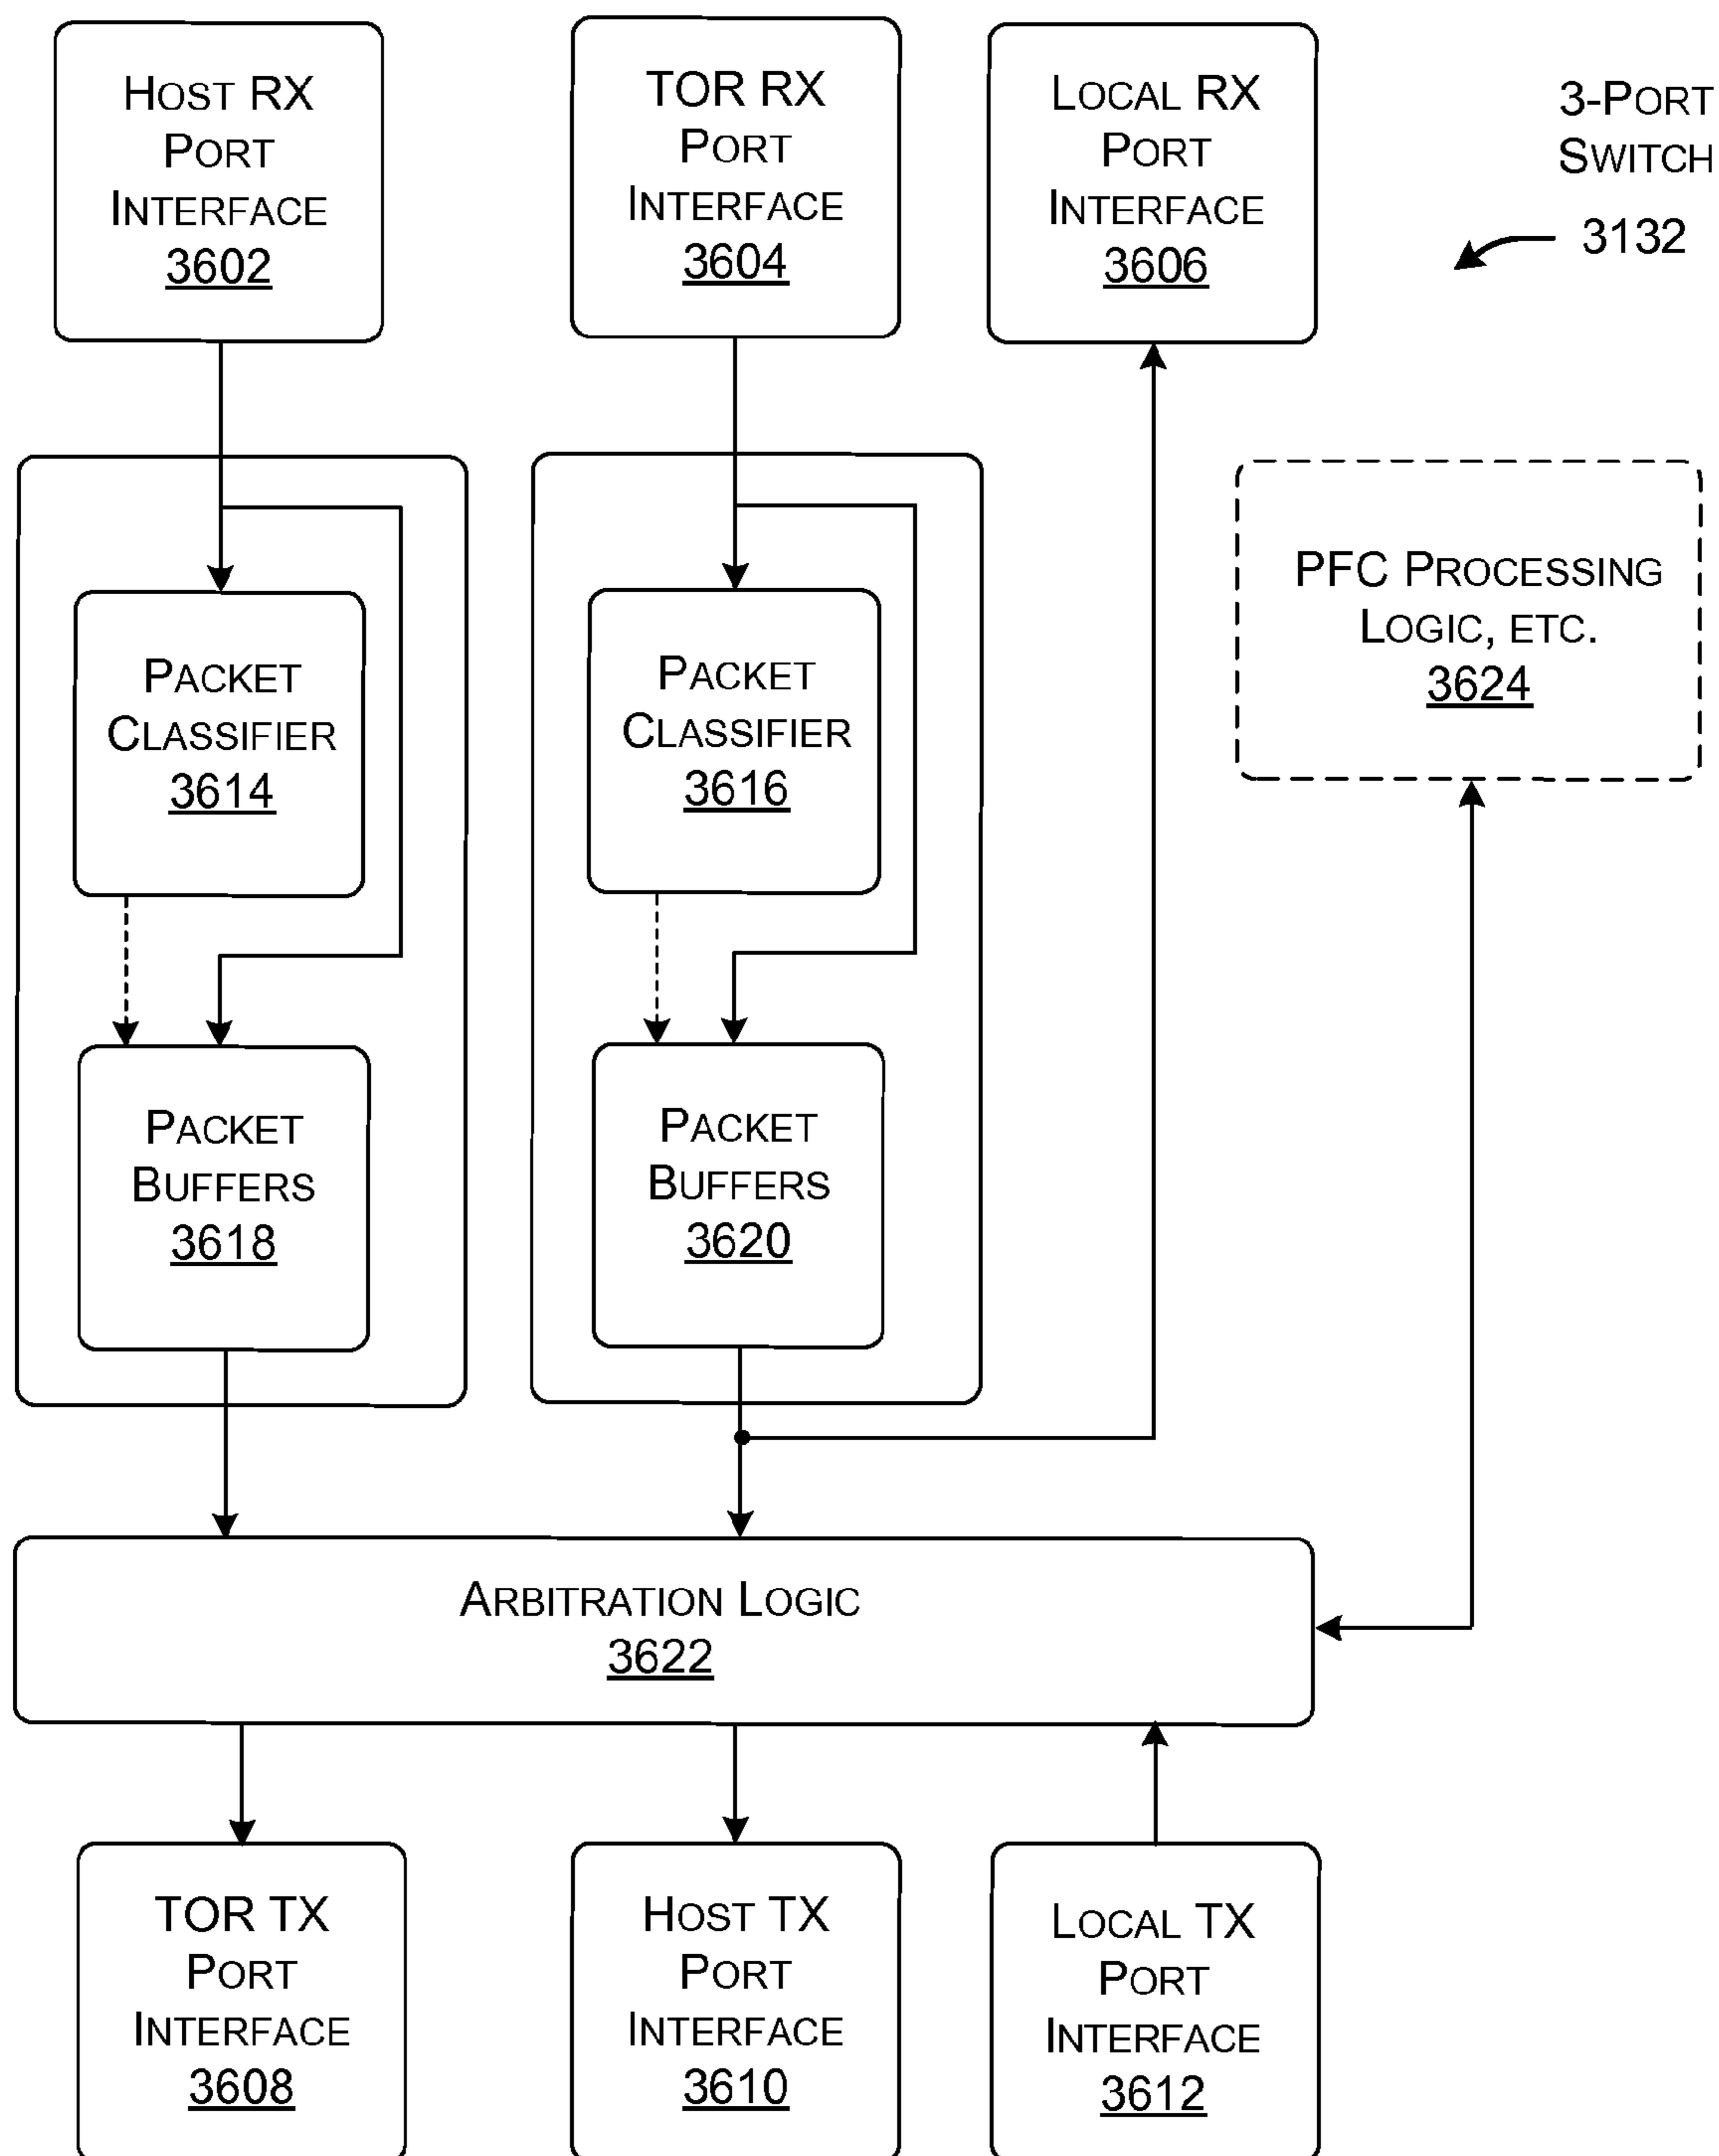 HOST RX
PORT
INTERFACE
3602
TOR RX
PORT
INTERFACE
3604
LOCAL RX
PORT
INTERFACE
3606
3-PORT
SWITCH
3132
PACKET
CLASSIFIER
3614
PACKET
CLASSIFIER
3616
PFC PROCESSING
LOGIC, ETC.
3624
PACKET
BUFFERS
3618
PACKET
BUFFERS
3620
ARBITRATION LOGIC
3622
TOR TX
PORT
INTERFACE
3608
HOST TX
PORT
INTERFACE
3610
LOCAL TX
PORT
INTERFACE
3612